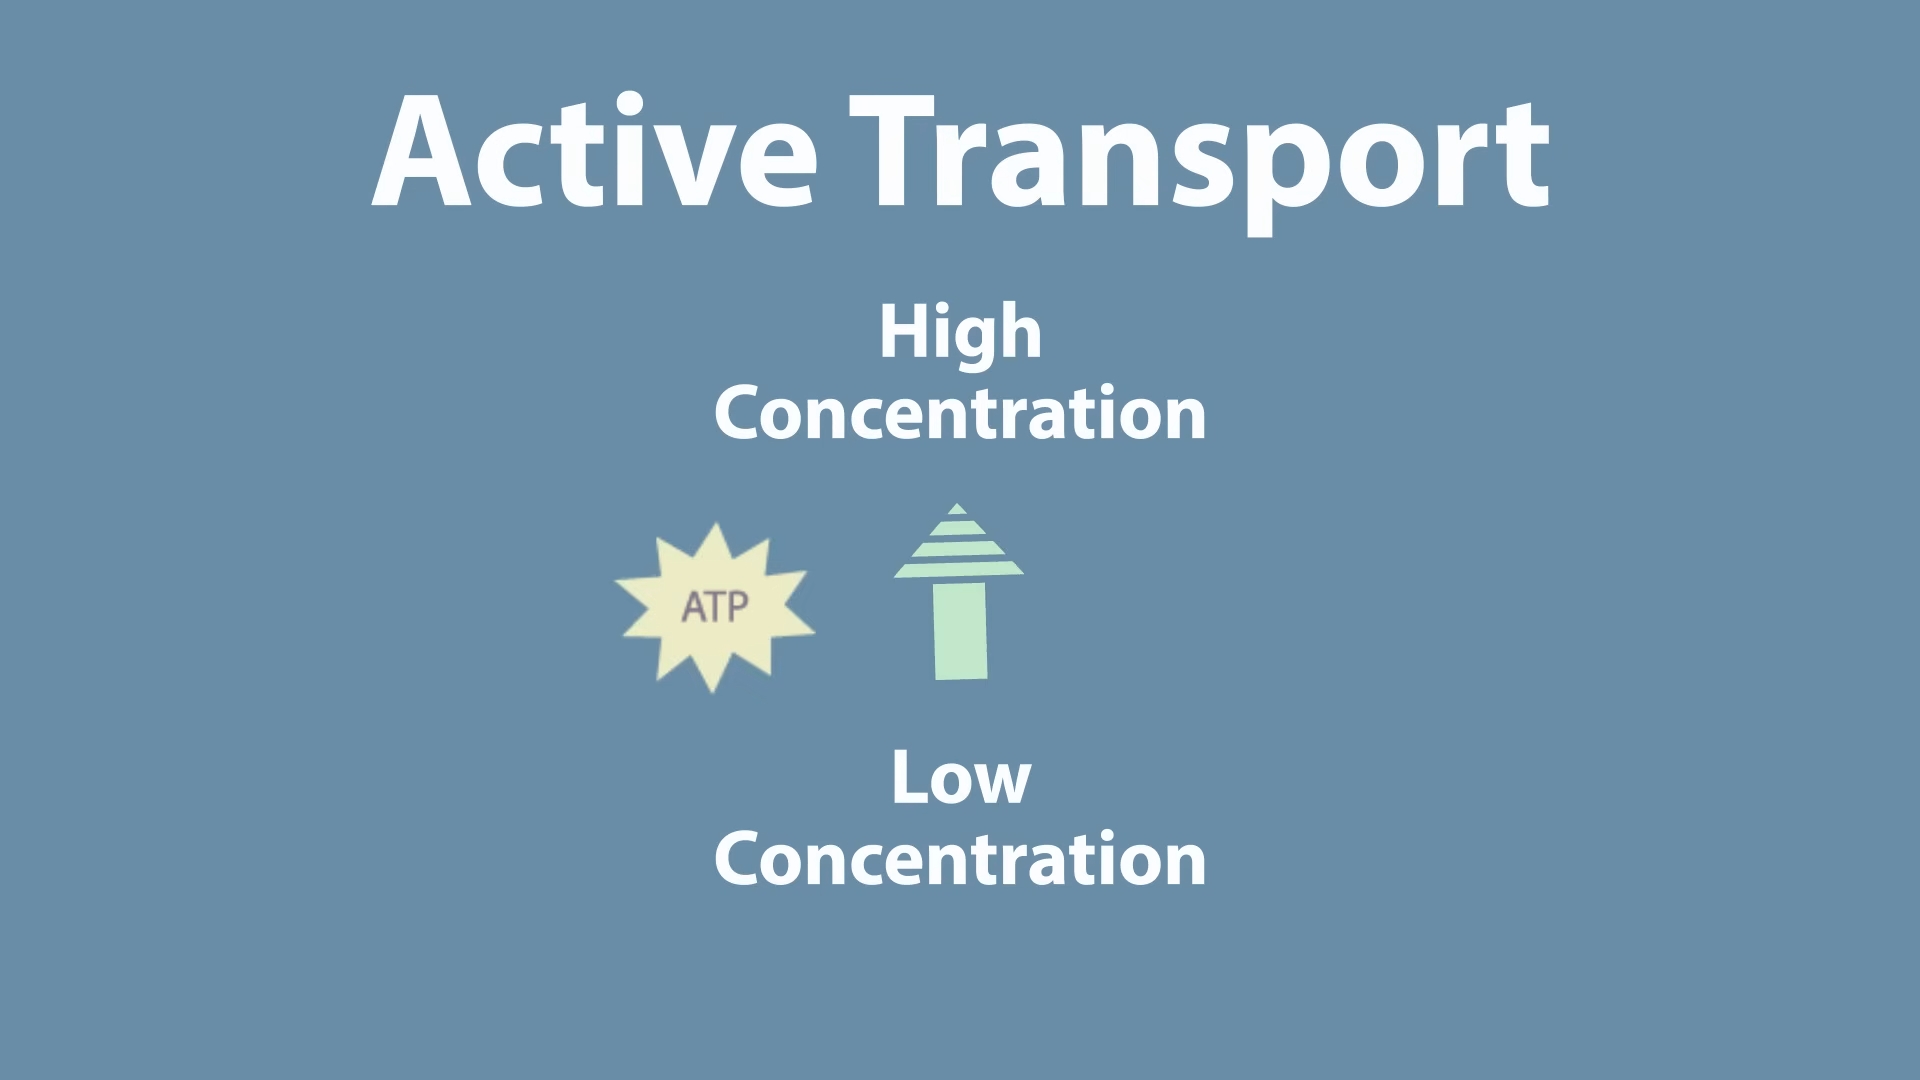 Active Transport
High
Concentration
ATP
Low
Concentration